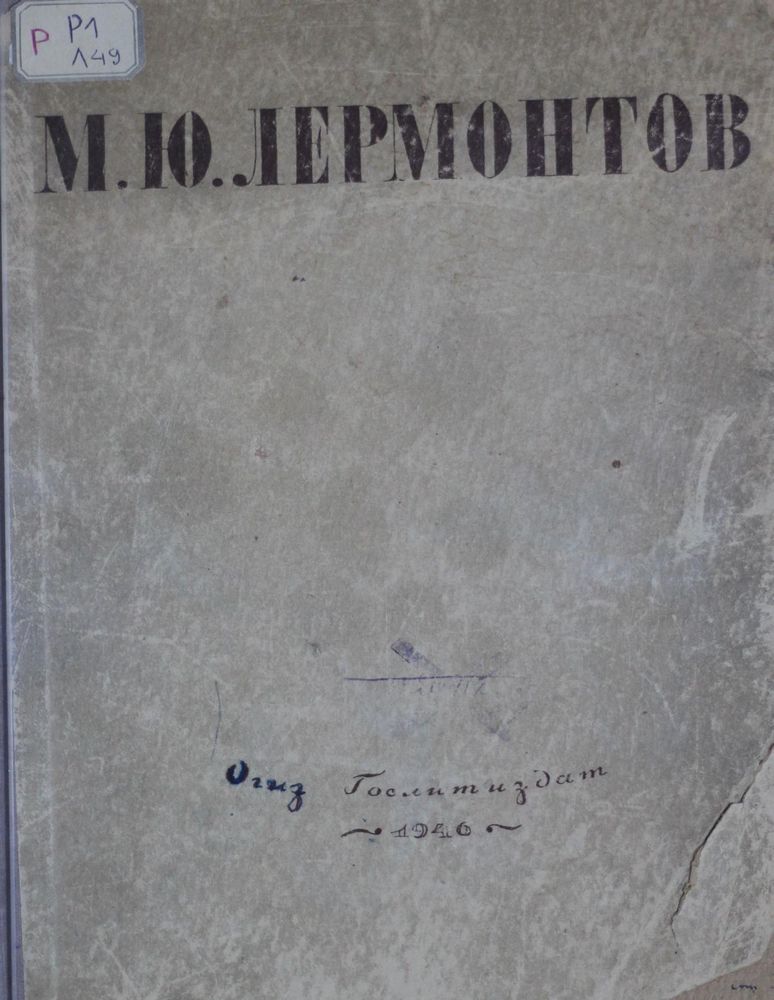 Р Р1
Л49
М.Ю.ЛЕРМОНТОВ
Огиз Гослитиздат
~ 1946 ~